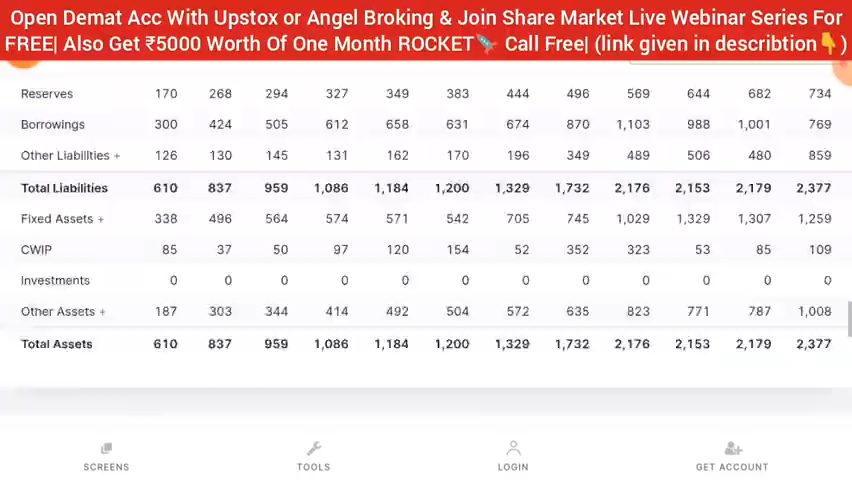 Open Demat Acc With Upstox or Angel Broking & Join Share Market Live Webinar Series For
FREE| Also Get ₹5000 Worth Of One Month ROCKET🚀 Call Free| (link given in describtion👇)
Reserves 170 268 294 327 349 383 444 496 569 644 682 734
Borrowings 300 424 505 612 658 631 674 870 1,103 988 1,001 769
Other Liabilities + 126 130 145 131 162 170 196 349 489 506 480 859
Total Liabilities 610 837 959 1,086 1,184 1,200 1,329 1,732 2,176 2,153 2,179 2,377
Fixed Assets + 338 496 564 574 571 542 705 745 1,029 1,329 1,307 1,259
CWIP 85 37 50 97 120 154 52 352 323 53 85 109
Investments 0 0 0 0 0 0 0 0 0 0 0 0
Other Assets + 187 303 344 414 492 504 572 635 823 771 787 1,008
Total Assets 610 837 959 1,086 1,184 1,200 1,329 1,732 2,176 2,153 2,179 2,377
SCREENS TOOLS LOGIN GET ACCOUNT